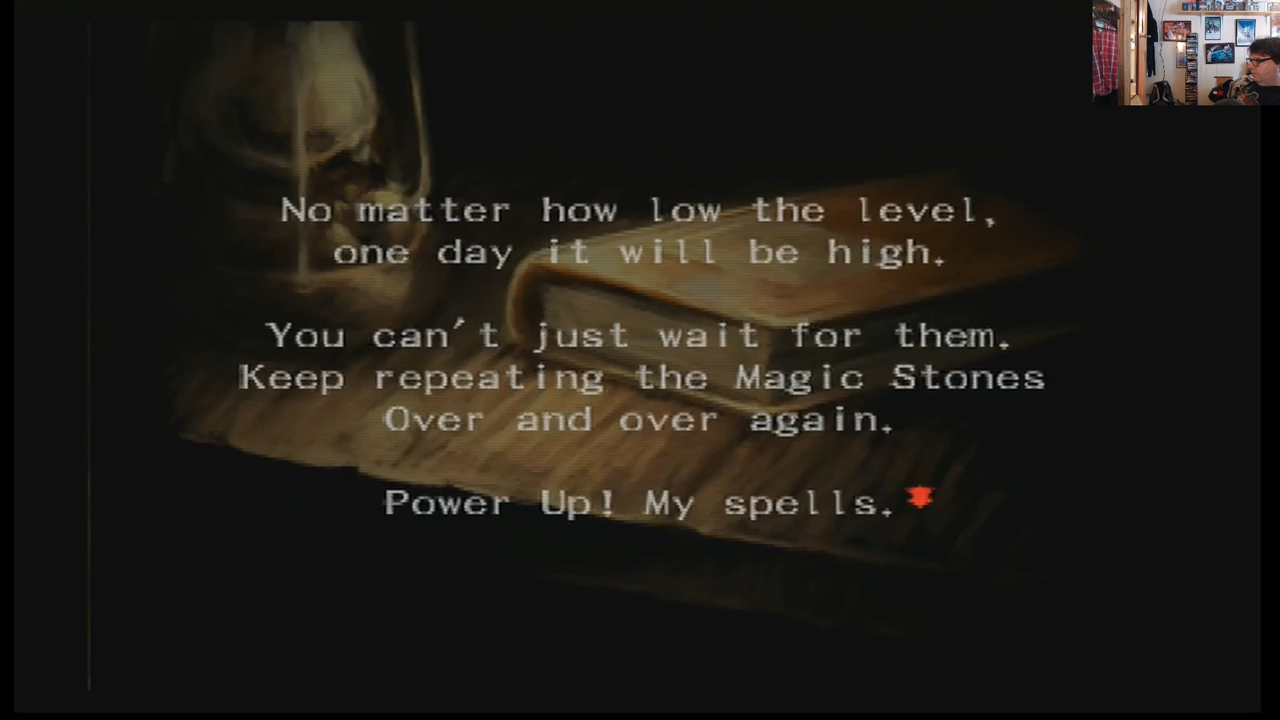 No matter how low the level,
one day it will be high.
You can't just wait for them.
Keep repeating the Magic Stones
Over and over again.
Power Up! My spells.